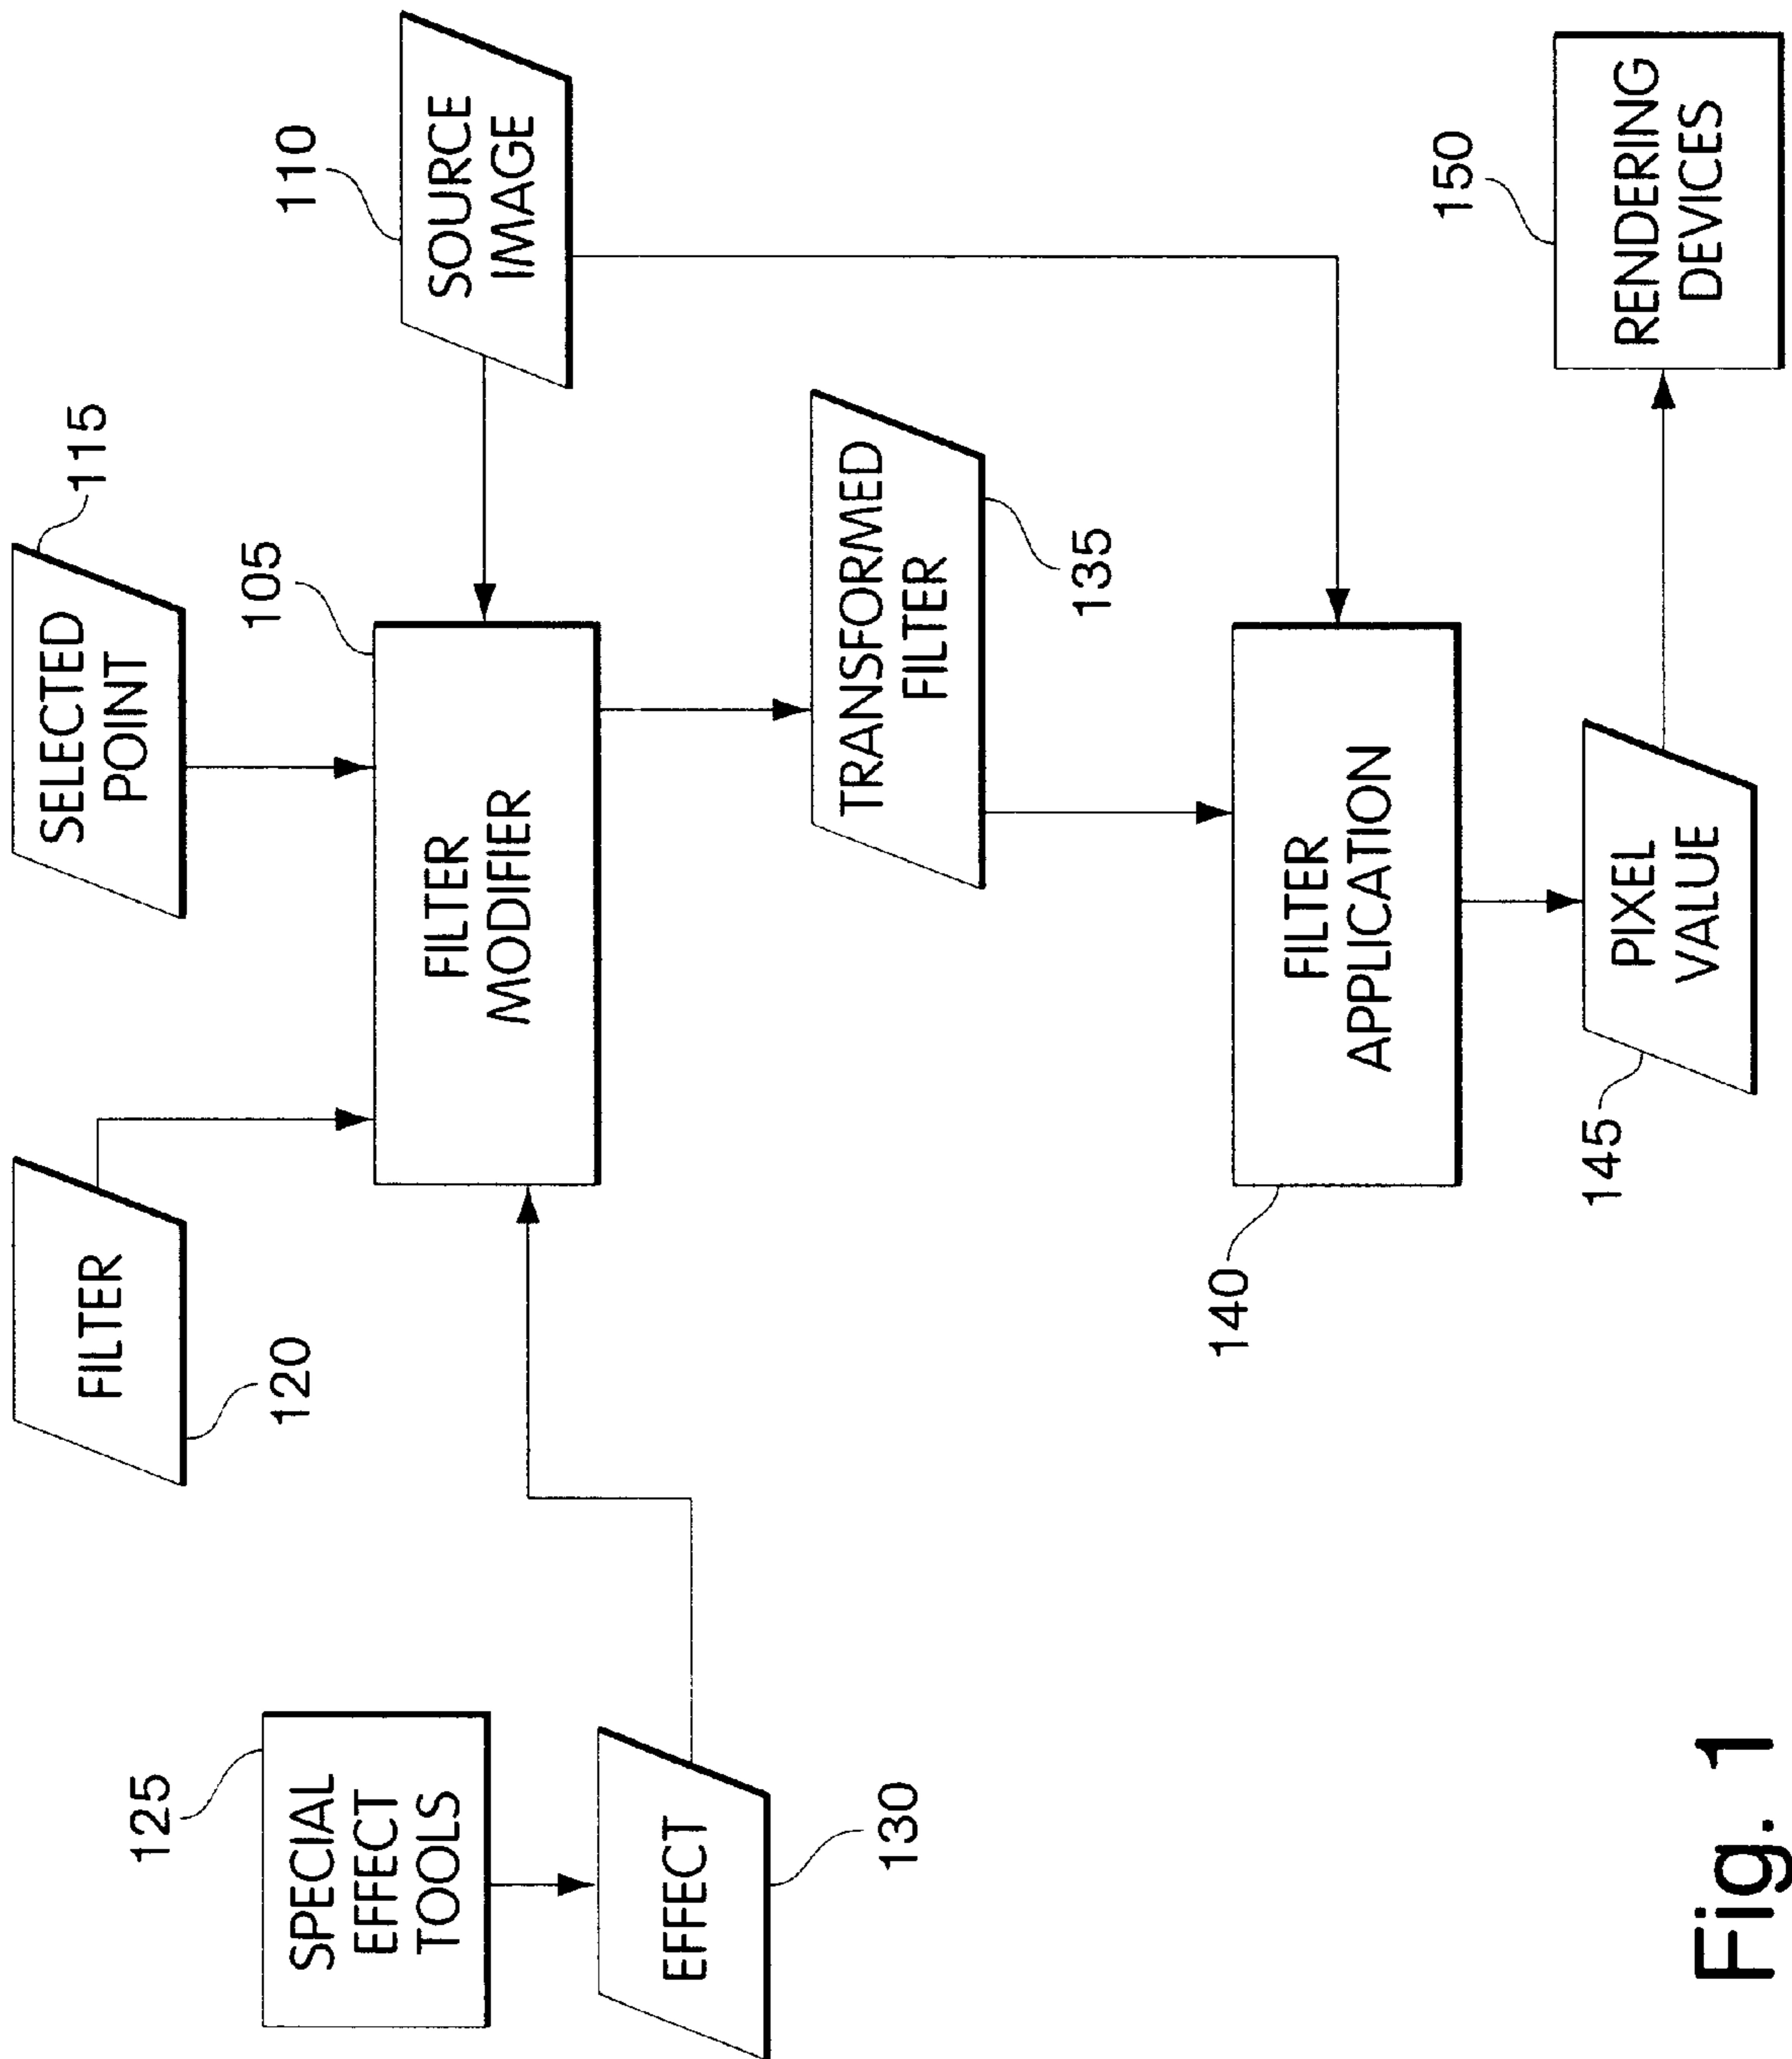 FILTER
120
SELECTED
POINT
115
SPECIAL
EFFECT
TOOLS
125
FILTER
MODIFIER
105
SOURCE
IMAGE
110
EFFECT
130
TRANSFORMED
FILTER
135
FILTER
APPLICATION
140
PIXEL
VALUE
145
RENDERING
DEVICES
150
Fig. 1